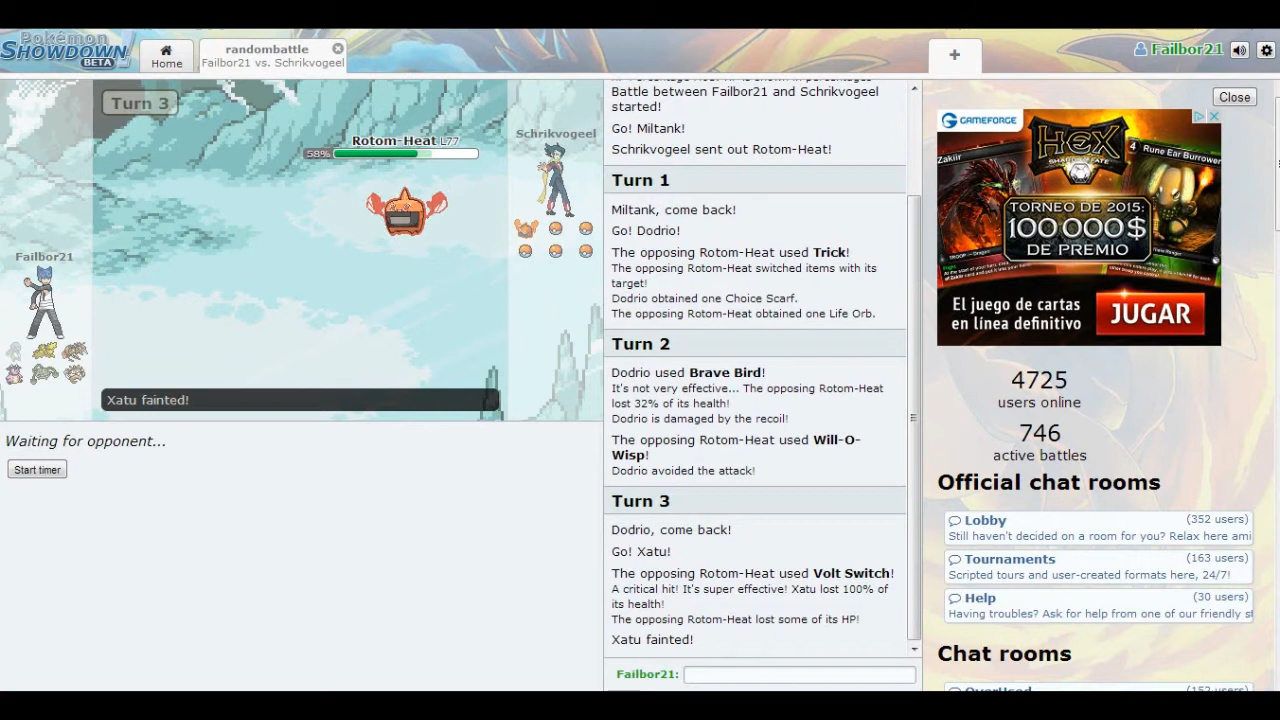 Pokémon
SHOWDOWN
BETA
Home
randombattle
Failbor21 vs. Schrikvogeel
+
Failbor21
Turn 3
Rotom-Heat L77
58%
Schrikvogeel
Failbor21
Xatu fainted!
Waiting for opponent...
Start timer
Battle between Failbor21 and Schrikvogeel
started!
Go! Miltank!
Schrikvogeel sent out Rotom-Heat!
Turn 1
Miltank, come back!
Go! Dodrio!
The opposing Rotom-Heat used Trick!
The opposing Rotom-Heat switched items with its
target!
Dodrio obtained one Choice Scarf.
The opposing Rotom-Heat obtained one Life Orb.
Turn 2
Dodrio used Brave Bird!
It's not very effective... The opposing Rotom-Heat
lost 32% of its health!
Dodrio is damaged by the recoil!
The opposing Rotom-Heat used Will-O-
Wisp!
Dodrio avoided the attack!
Turn 3
Dodrio, come back!
Go! Xatu!
The opposing Rotom-Heat used Volt Switch!
A critical hit! It's super effective! Xatu lost 100% of
its health!
The opposing Rotom-Heat lost some of its HP!
Xatu fainted!
Failbor21:
Close
GAMEFORGE
HEX
SHARDS OF FATE
Zakiir
4 Rune Ear Burrower
TORNEO DE 2015:
100 000$
DE PREMIO
El juego de cartas
en línea definitivo
JUGAR
4725
users online
746
active battles
Official chat rooms
Lobby (352 users)
Still haven't decided on a room for you? Relax here ami
Tournaments (163 users)
Scripted tours and user-created formats here, 24/7!
Help (30 users)
Having troubles? Ask for help from one of our friendly st
Chat rooms
OverUsed (152 users)